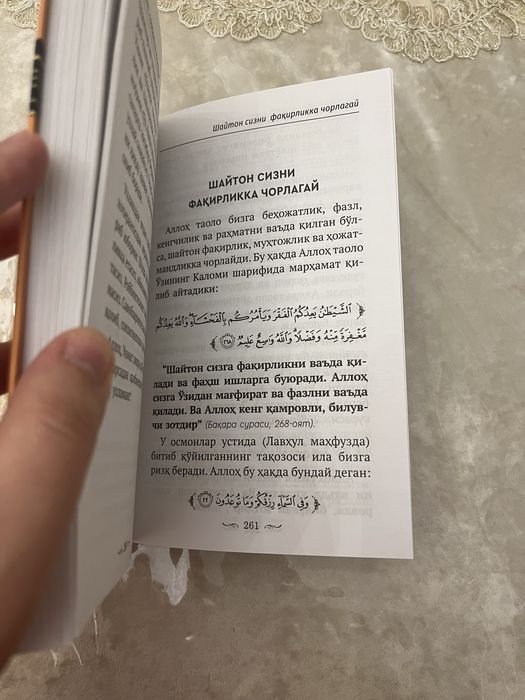 Шайтон сизни фақирликка чорлагай
ШАЙТОН СИЗНИ
ФАҚИРЛИККА ЧОРЛАГАЙ
Аллоҳ таоло бизга беҳожатлик, фазл,
кенгчилик ва раҳматни ваъда қилган бўл-
са, шайтон фақирлик, муҳтожлик ва ҳожат-
мандликка чорлайди. Бу ҳақда Аллоҳ таоло
Ўзининг Каломи шарифида марҳамат қи-
либ айтадики:
﴿ ٱلشَّيْطَٰنُ يَعِدُكُمُ ٱلْفَقْرَ وَيَأْمُرُكُم بِٱلْفَحْشَآءِ وَٱللَّهُ يَعِدُكُم
مَّغْفِرَةً مِّنْهُ وَفَضْلًا وَٱللَّهُ وَٰسِعٌ عَلِيمٌ ٢٦٨ ﴾
“Шайтон сизга фақирликни ваъда қи-
лади ва фаҳш ишларга буюради. Аллоҳ
сизга Ўзидан мағфират ва фазлни ваъда
қилади. Ва Аллоҳ кенг қамровли, билув-
чи зотдир” (Бақара сураси, 268-оят).
У осмонлар устида (Лавҳул маҳфузда)
битиб қўйилганнинг тақозоси ила бизга
ризқ беради. Аллоҳ бу ҳақда бундай деган:
﴿ وَفِى ٱلسَّمَآءِ رِزْقُكُمْ وَمَا تُوعَدُونَ ٢٢ ﴾
261